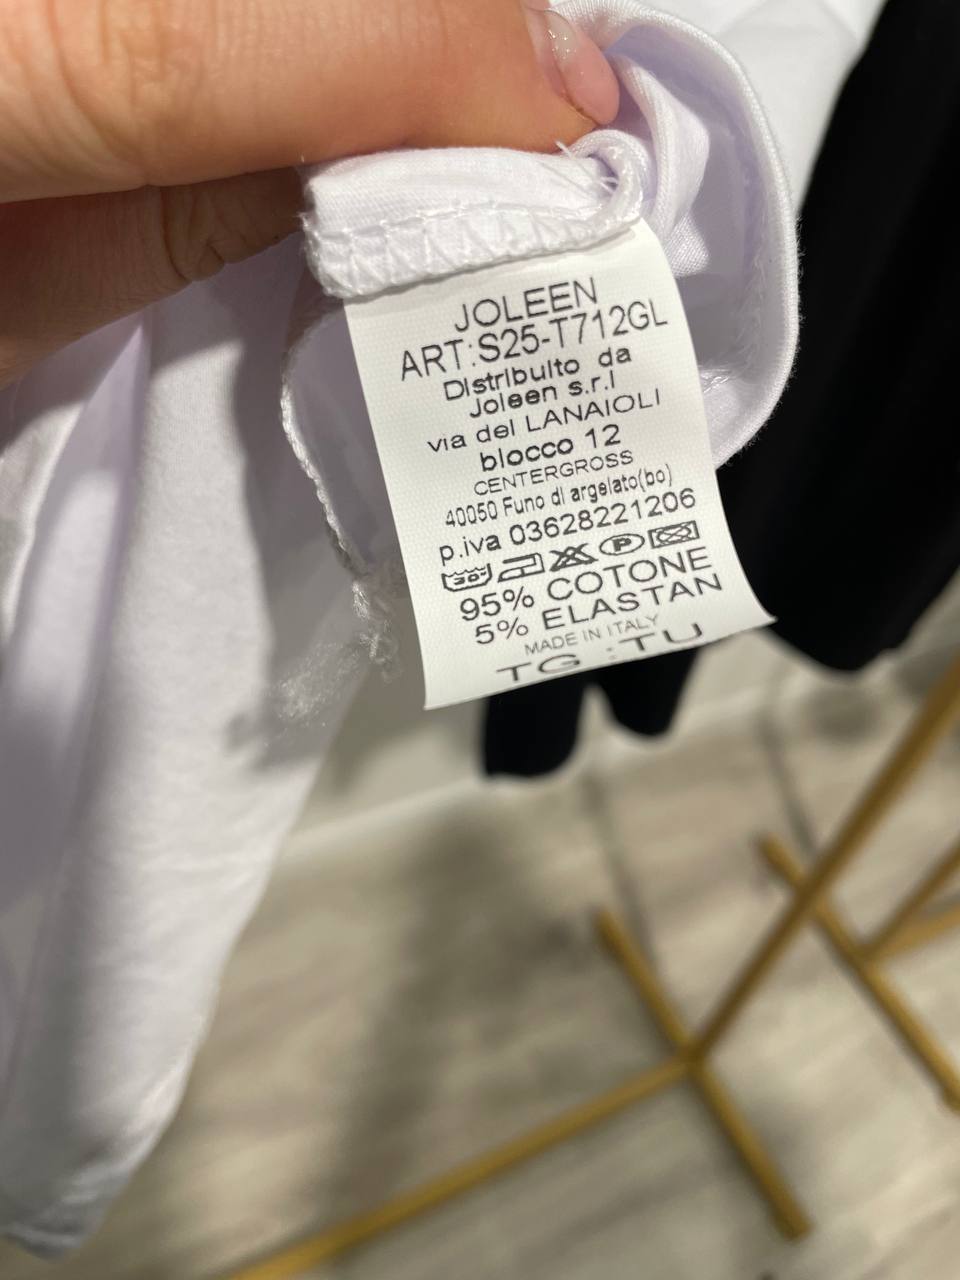 JOLEEN
ART:S25-T712GL
Distribuito da
Joleen s.r.l
via del LANAIOLI
blocco 12
CENTERGROSS
40050 Funo di argelato(bo)
p.iva 03628221206
30° P
95% COTONE
5% ELASTAN
MADE IN ITALY
TG :TU